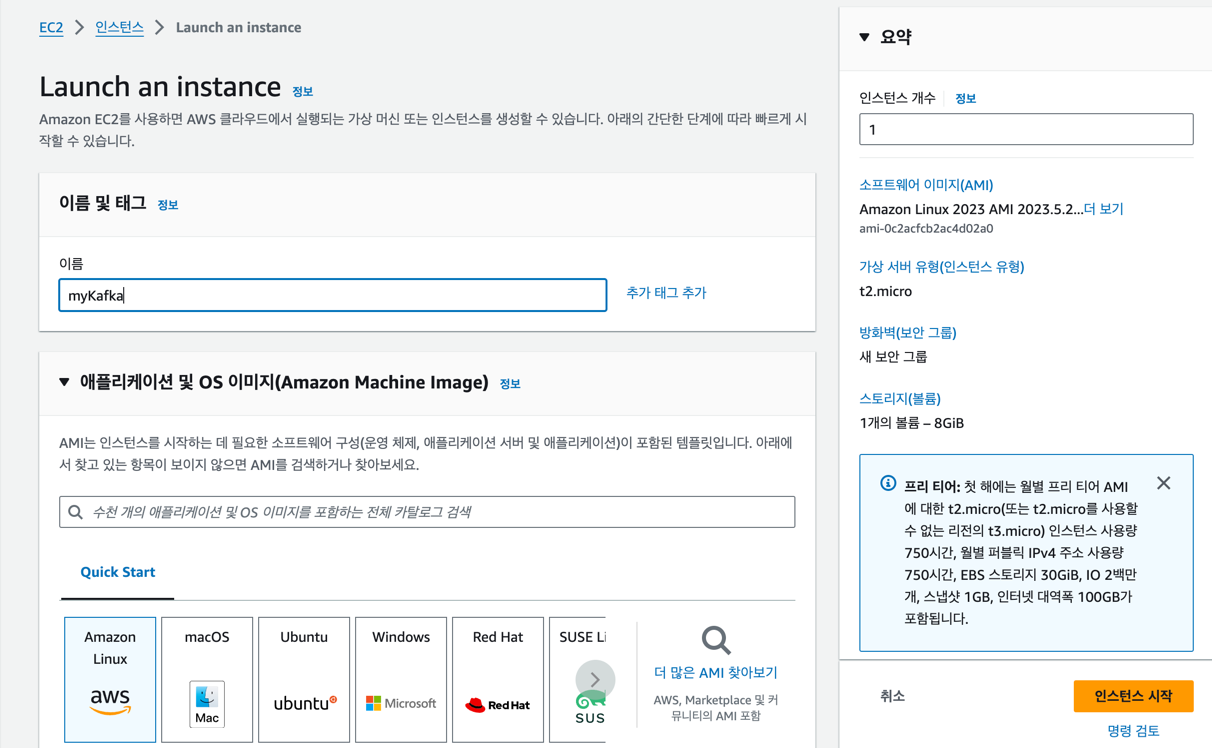 EC2 > 인스턴스 > Launch an instance
Launch an instance 정보
Amazon EC2를 사용하면 AWS 클라우드에서 실행되는 가상 머신 또는 인스턴스를 생성할 수 있습니다. 아래의 간단한 단계에 따라 빠르게 시
작할 수 있습니다.
이름 및 태그 정보
이름
myKafka
추가 태그 추가
애플리케이션 및 OS 이미지(Amazon Machine Image) 정보
AMI는 인스턴스를 시작하는 데 필요한 소프트웨어 구성(운영 체제, 애플리케이션 서버 및 애플리케이션)이 포함된 템플릿입니다. 아래에
서 찾고 있는 항목이 보이지 않으면 AMI를 검색하거나 찾아보세요.
수천 개의 애플리케이션 및 OS 이미지를 포함하는 전체 카탈로그 검색
Quick Start
Amazon
Linux
aws
macOS
Mac
Ubuntu
ubuntu
Windows
Microsoft
Red Hat
Red Hat
SUSE Li
SUS
더 많은 AMI 찾아보기
AWS, Marketplace 및 커
뮤니티의 AMI 포함
요약
인스턴스 개수 정보
1
소프트웨어 이미지(AMI)
Amazon Linux 2023 AMI 2023.5.2...더 보기
ami-0c2acfcb2ac4d02a0
가상 서버 유형(인스턴스 유형)
t2.micro
방화벽(보안 그룹)
새 보안 그룹
스토리지(볼륨)
1개의 볼륨 – 8GiB
프리 티어: 첫 해에는 월별 프리 티어 AMI
에 대한 t2.micro(또는 t2.micro를 사용할
수 없는 리전의 t3.micro) 인스턴스 사용량
750시간, 월별 퍼블릭 IPv4 주소 사용량
750시간, EBS 스토리지 30GiB, IO 2백만
개, 스냅샷 1GB, 인터넷 대역폭 100GB가
포함됩니다.
취소
인스턴스 시작
명령 검토